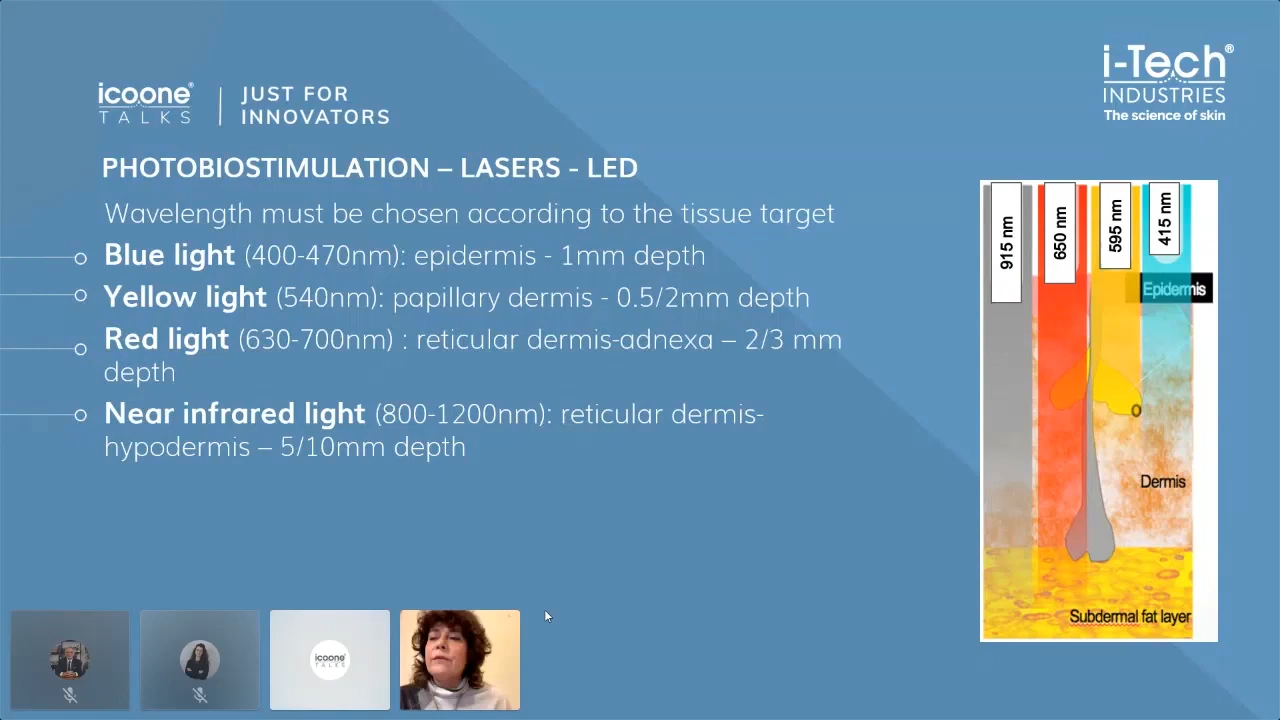 icoone®
TALKS
JUST FOR
INNOVATORS
i-Tech®
INDUSTRIES
The science of skin
PHOTOBIOSTIMULATION – LASERS - LED
Wavelength must be chosen according to the tissue target
Blue light (400-470nm): epidermis - 1mm depth
Yellow light (540nm): papillary dermis - 0.5/2mm depth
Red light (630-700nm) : reticular dermis-adnexa – 2/3 mm
depth
Near infrared light (800-1200nm): reticular dermis-
hypodermis – 5/10mm depth
915 nm
650 nm
595 nm
415 nm
Epidermis
Dermis
Subdermal fat layer
icoone®
TALKS